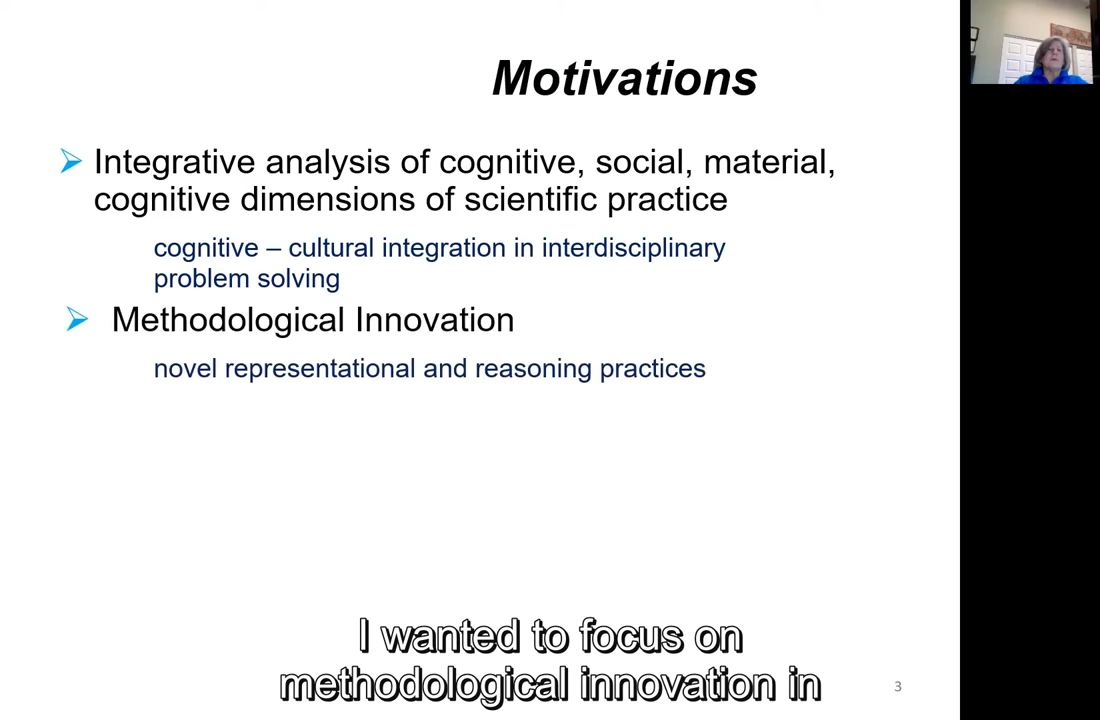 Motivations
Integrative analysis of cognitive, social, material,
cognitive dimensions of scientific practice
cognitive – cultural integration in interdisciplinary
problem solving
Methodological Innovation
novel representational and reasoning practices
I wanted to focus on
methodological innovation in
3